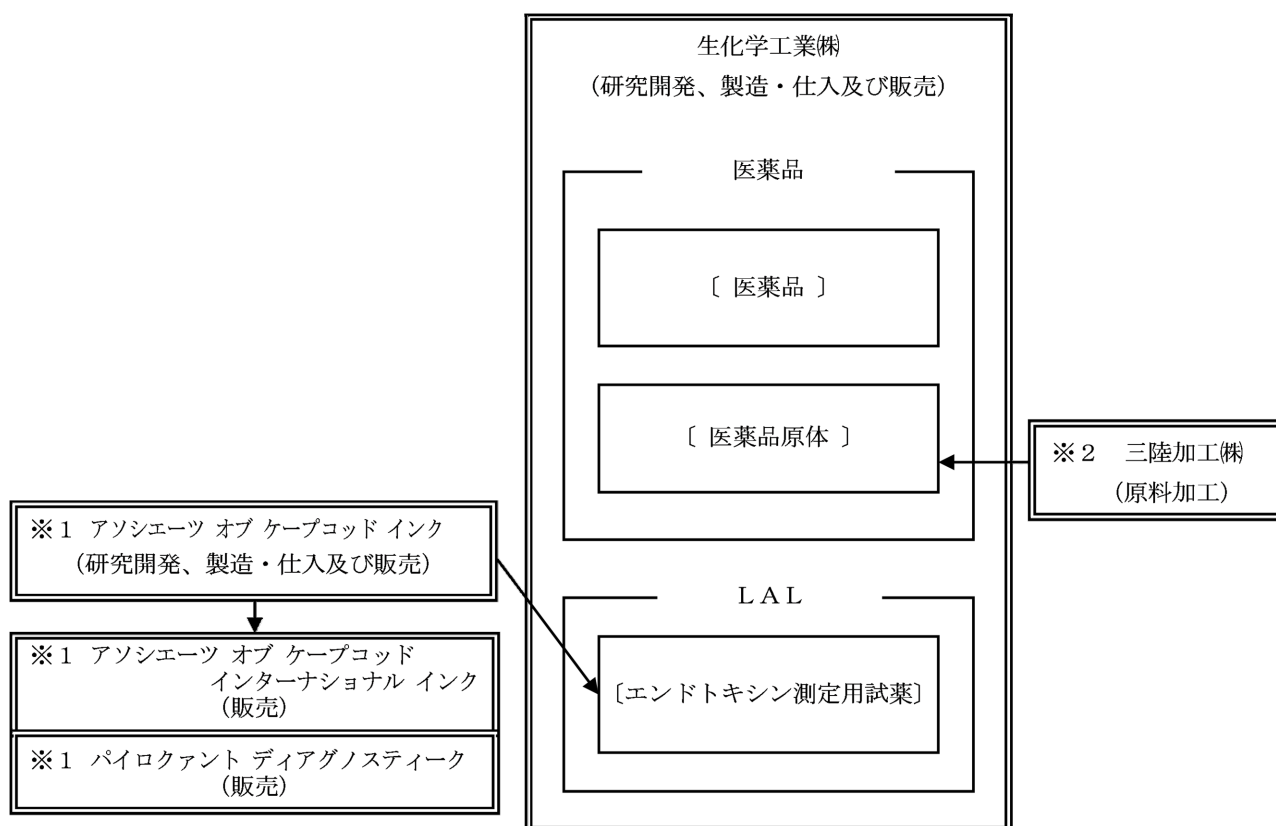 生化学工業㈱
(研究開発、製造・仕入及び販売)
医薬品
〔 医薬品 〕
〔 医薬品原体 〕
※２ 三陸加工㈱
(原料加工)
※１ アソシエーツ オブ ケープコッド インク
(研究開発、製造・仕入及び販売)
※１ アソシエーツ オブ ケープコッド
インターナショナル インク
(販売)
※１ パイロクァント ディアグノスティーク
(販売)
ＬＡＬ
〔エンドトキシン測定用試薬〕